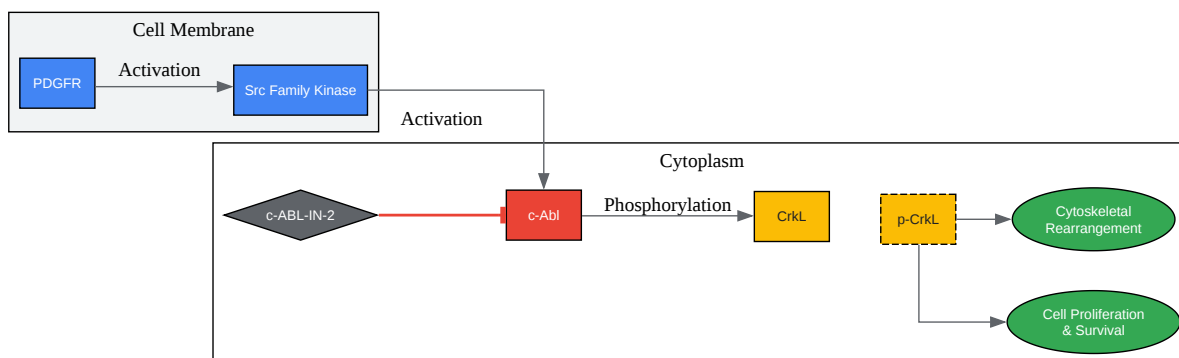 Cell Membrane
PDGFR
Activation
Src Family Kinase
Activation
Cytoplasm
c-ABL-IN-2
c-Abl
Phosphorylation
CrkL
p-CrkL
Cytoskeletal
Rearrangement
Cell Proliferation
& Survival